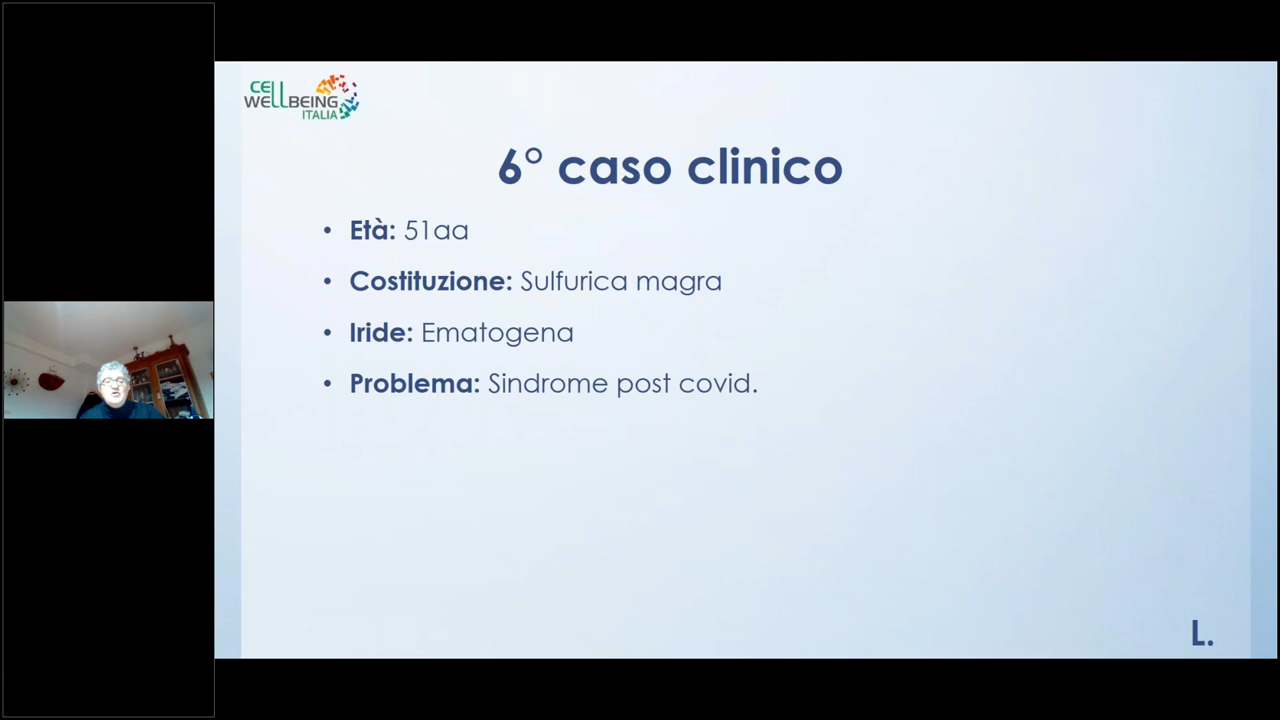 CELL
WELLBEING
ITALIA
6° caso clinico
• Età: 51aa
• Costituzione: Sulfurica magra
• Iride: Ematogena
• Problema: Sindrome post covid.
L.